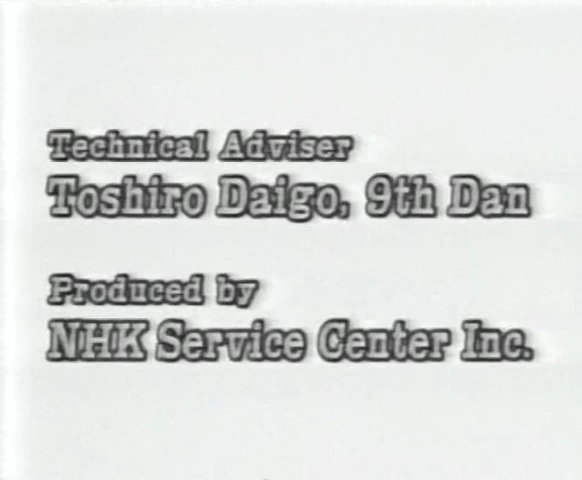 Technical Adviser
Toshiro Daigo, 9th Dan
Produced by
NHK Service Center Inc.